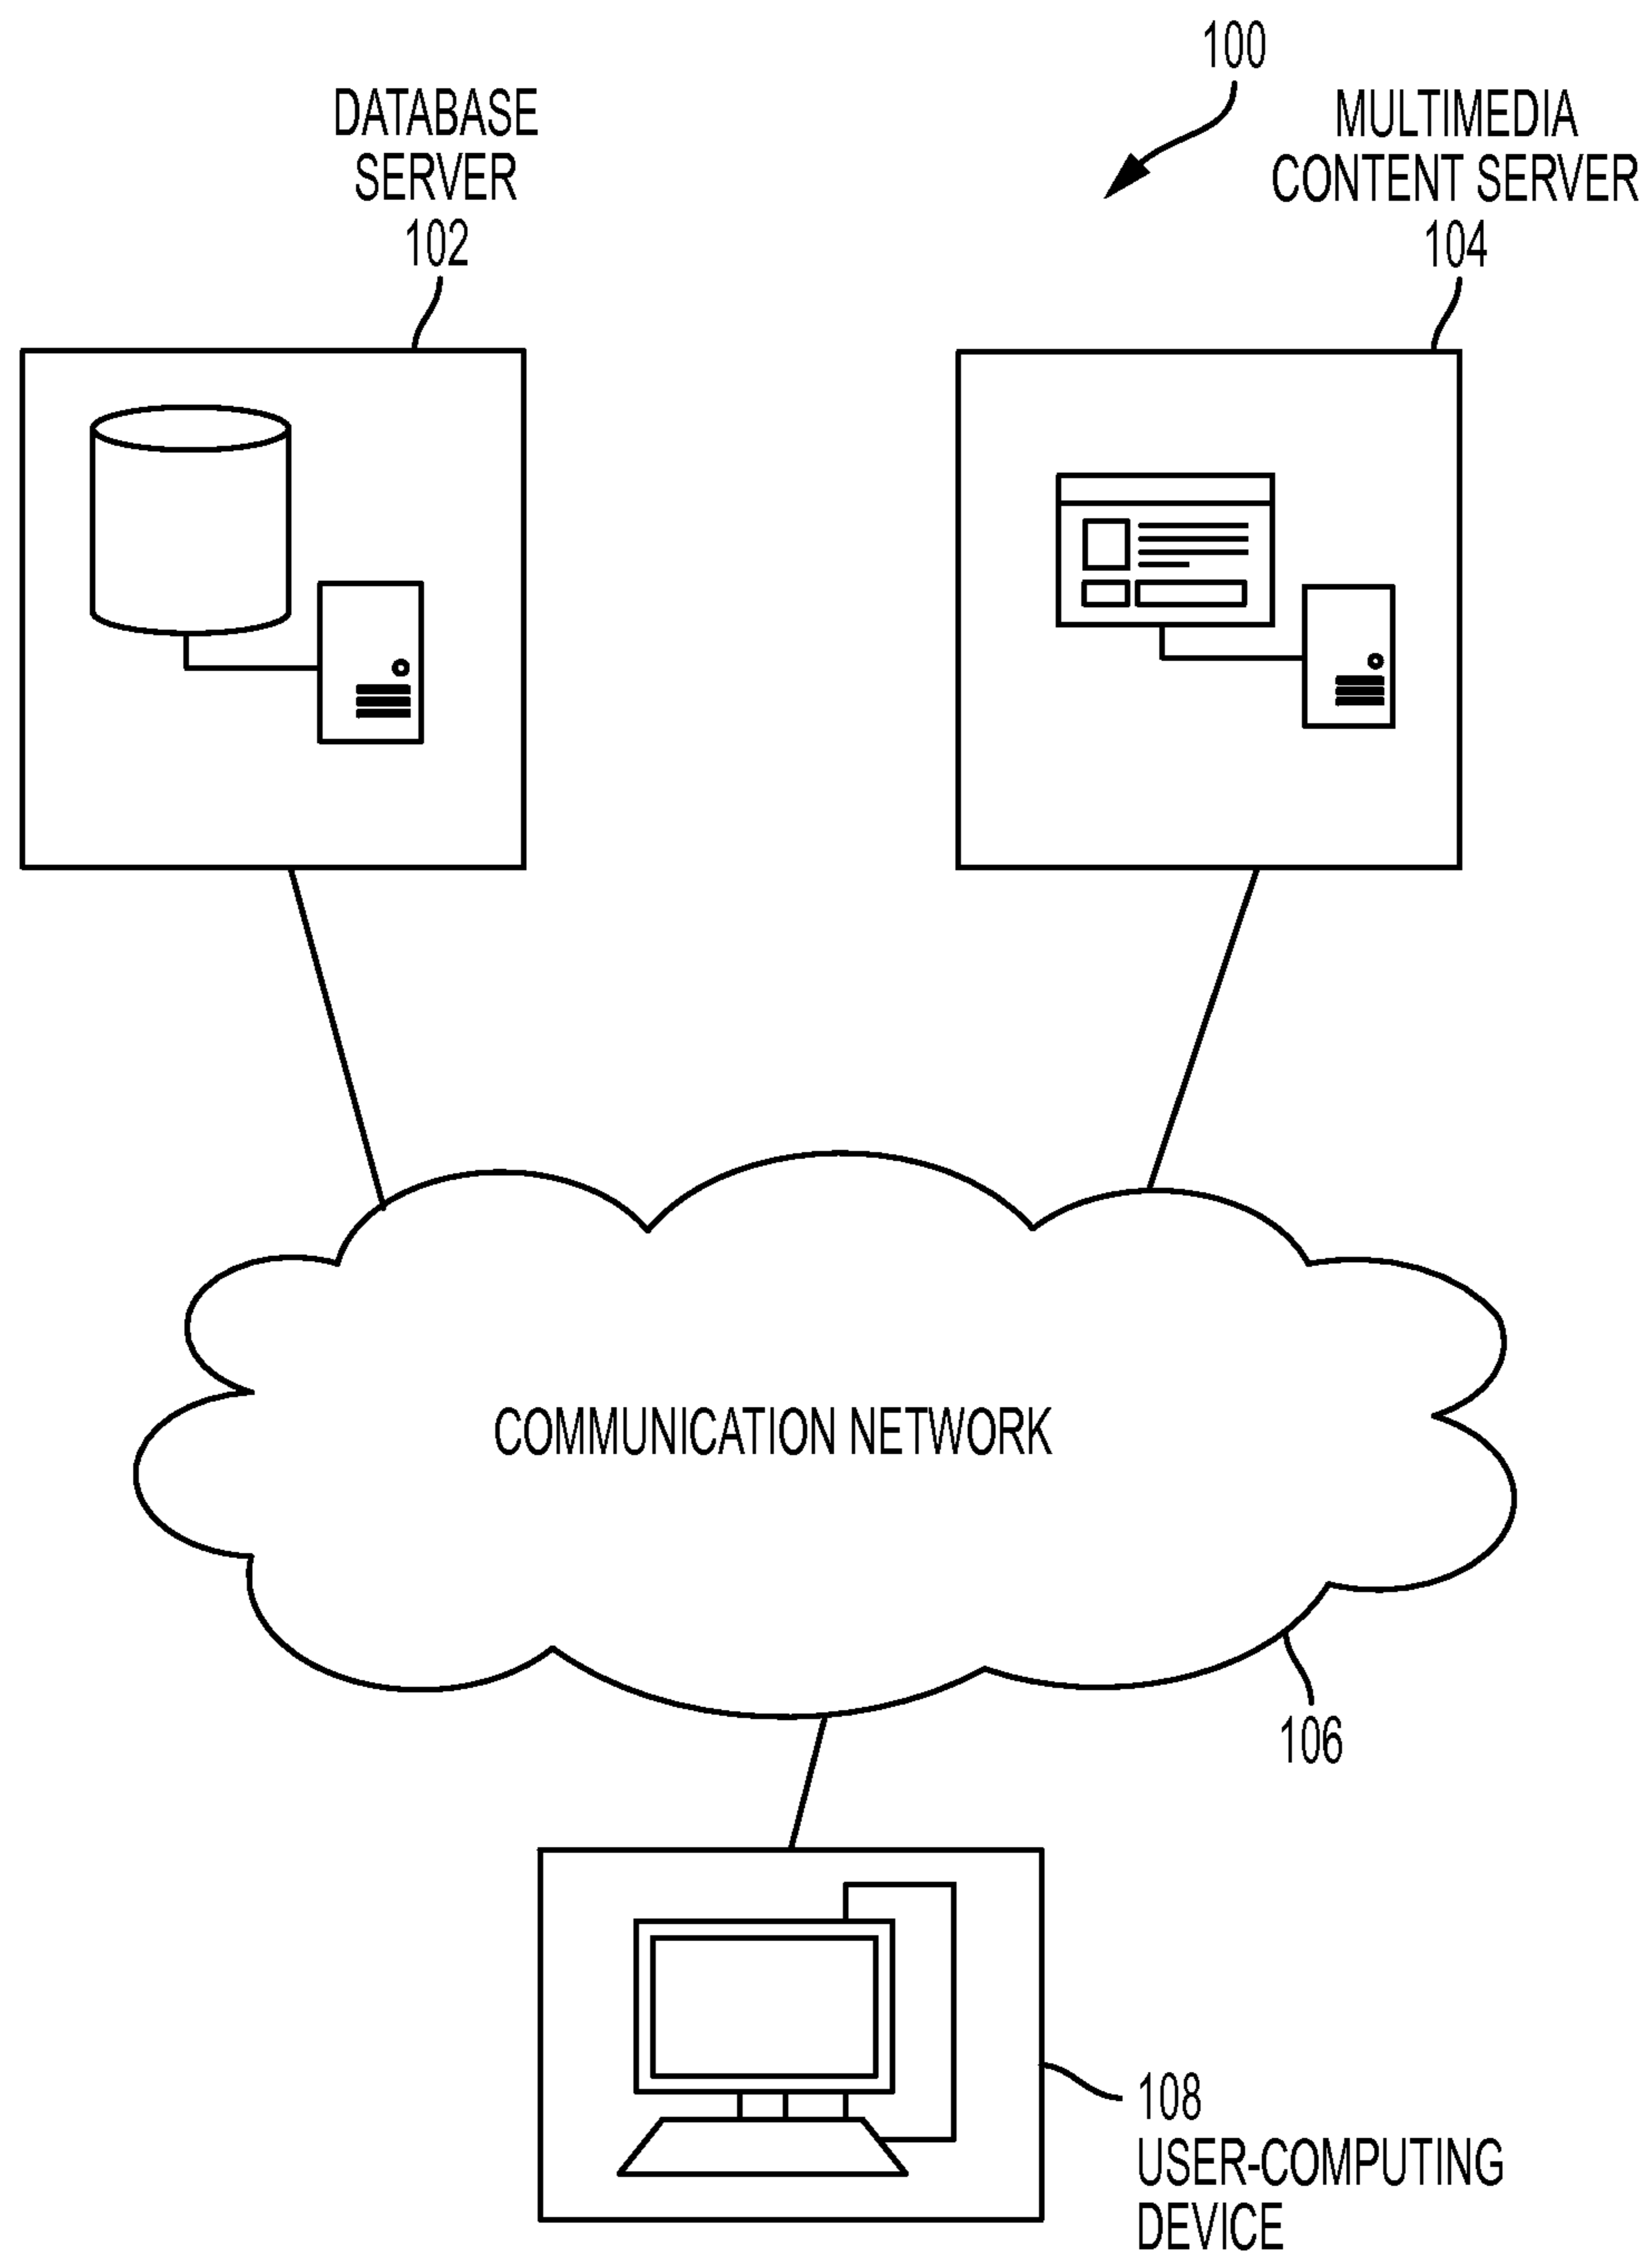 100
DATABASE
SERVER
102
MULTIMEDIA
CONTENT SERVER
104
COMMUNICATION NETWORK
106
108
USER-COMPUTING
DEVICE